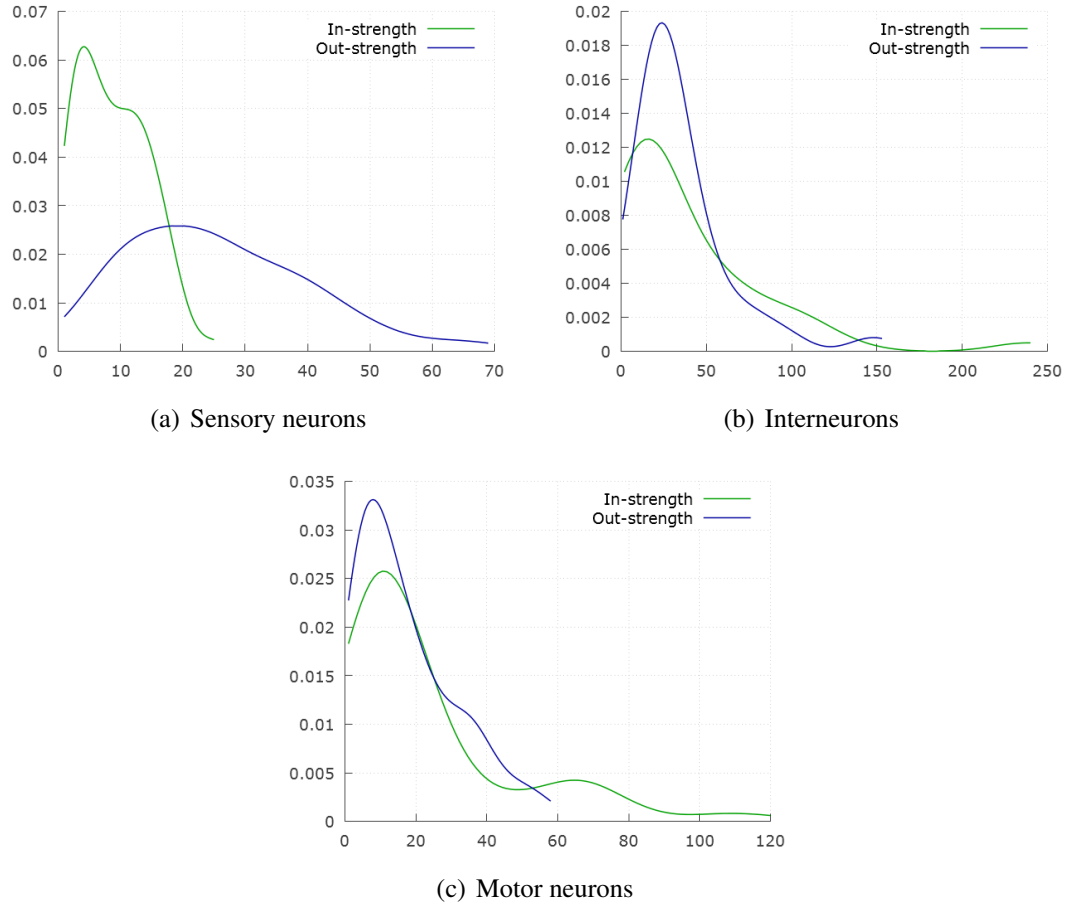 0.07
0.06
0.05
0.04
0.03
0.02
0.01
0
0 10 20 30 40 50 60 70
In-strength
Out-strength
(a) Sensory neurons
0.02
0.018
0.016
0.014
0.012
0.01
0.008
0.006
0.004
0.002
0
0 50 100 150 200 250
In-strength
Out-strength
(b) Interneurons
0.035
0.03
0.025
0.02
0.015
0.01
0.005
0
0 20 40 60 80 100 120
In-strength
Out-strength
(c) Motor neurons